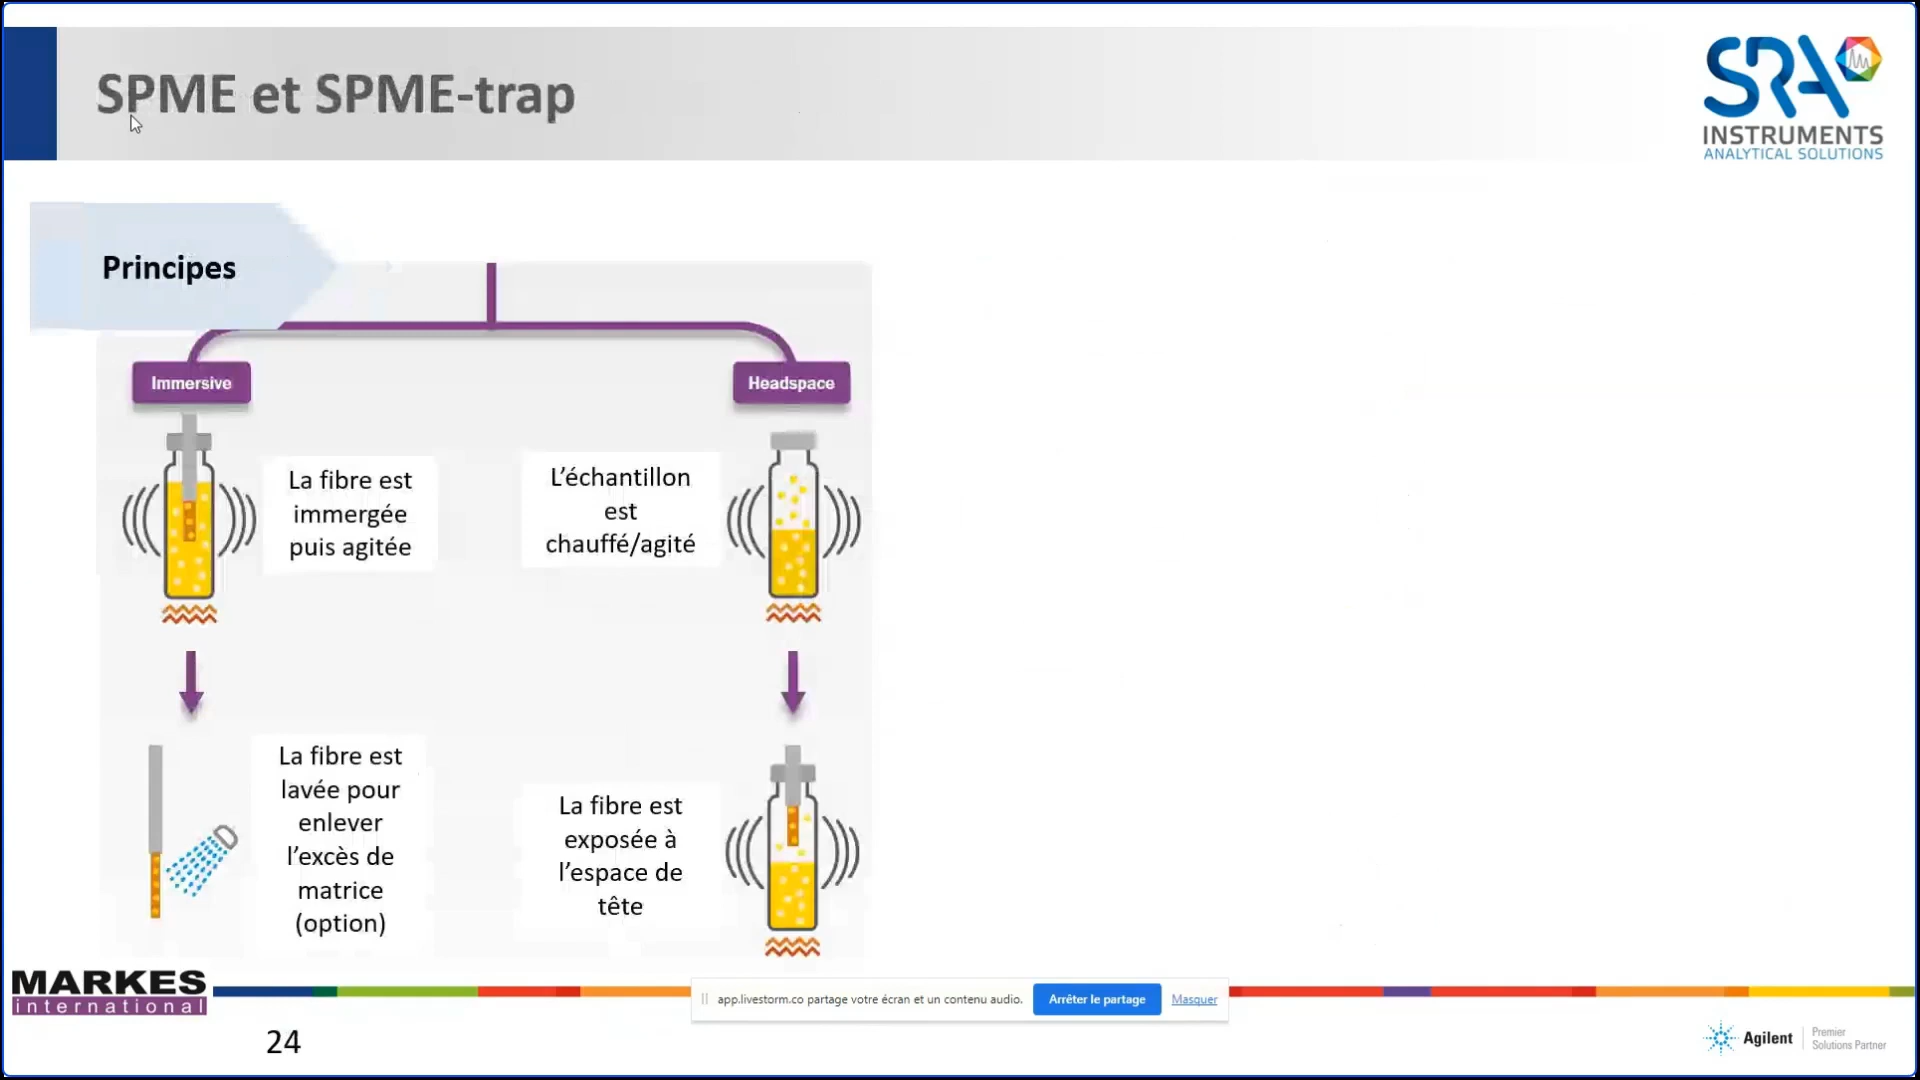 SPME et SPME-trap
SRA
INSTRUMENTS
ANALYTICAL SOLUTIONS
Principes
Immersive
Headspace
La fibre est
immergée
puis agitée
L’échantillon
est
chauffé/agité
La fibre est
lavée pour
enlever
l’excès de
matrice
(option)
La fibre est
exposée à
l’espace de
tête
MARKES
international
app.livestorm.co partage votre écran et un contenu audio.
Arrêter le partage
Masquer
24
Agilent
Premier
Solutions Partner